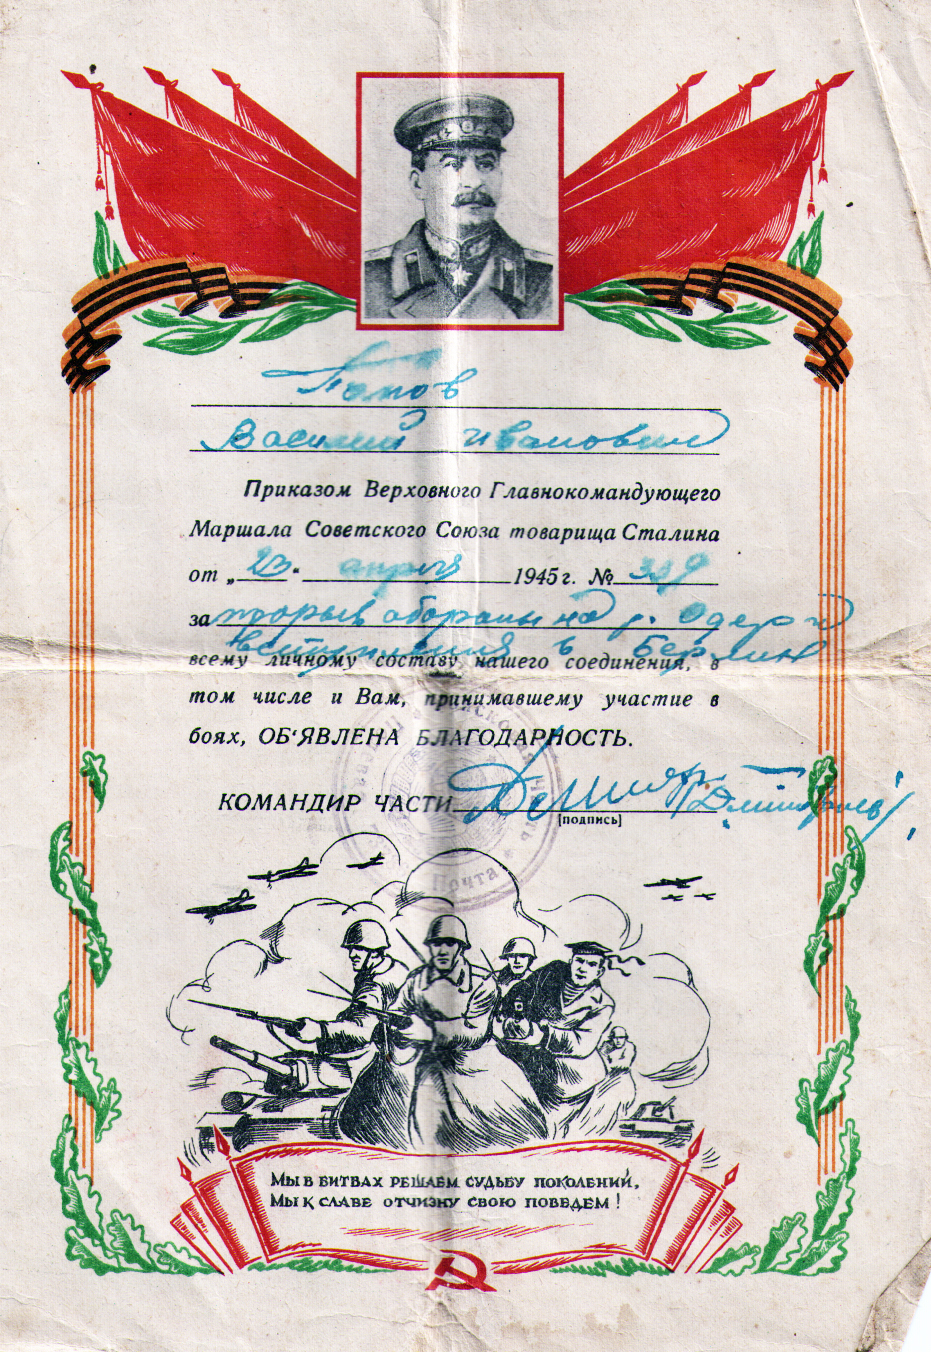 Попов
Василий Иванович
Приказом Верховного Главнокомандующего
Маршала Советского Союза товарища Сталина
от „23“ апреля 1945 г. № 339
за прорыв обороны на р. Одер и
вступление в Берлин
всему личному составу нашего соединения, в
том числе и Вам, принимавшему участие в
боях, ОБ‘ЯВЛЕНА БЛАГОДАРНОСТЬ.
КОМАНДИР ЧАСТИ
[подпись]
Почта
МЫ В БИТВАХ РЕШАЕМ СУДЬБУ ПОКОЛЕНИЙ,
МЫ К СЛАВЕ ОТЧИЗНУ СВОЮ ПОВЕДЕМ!